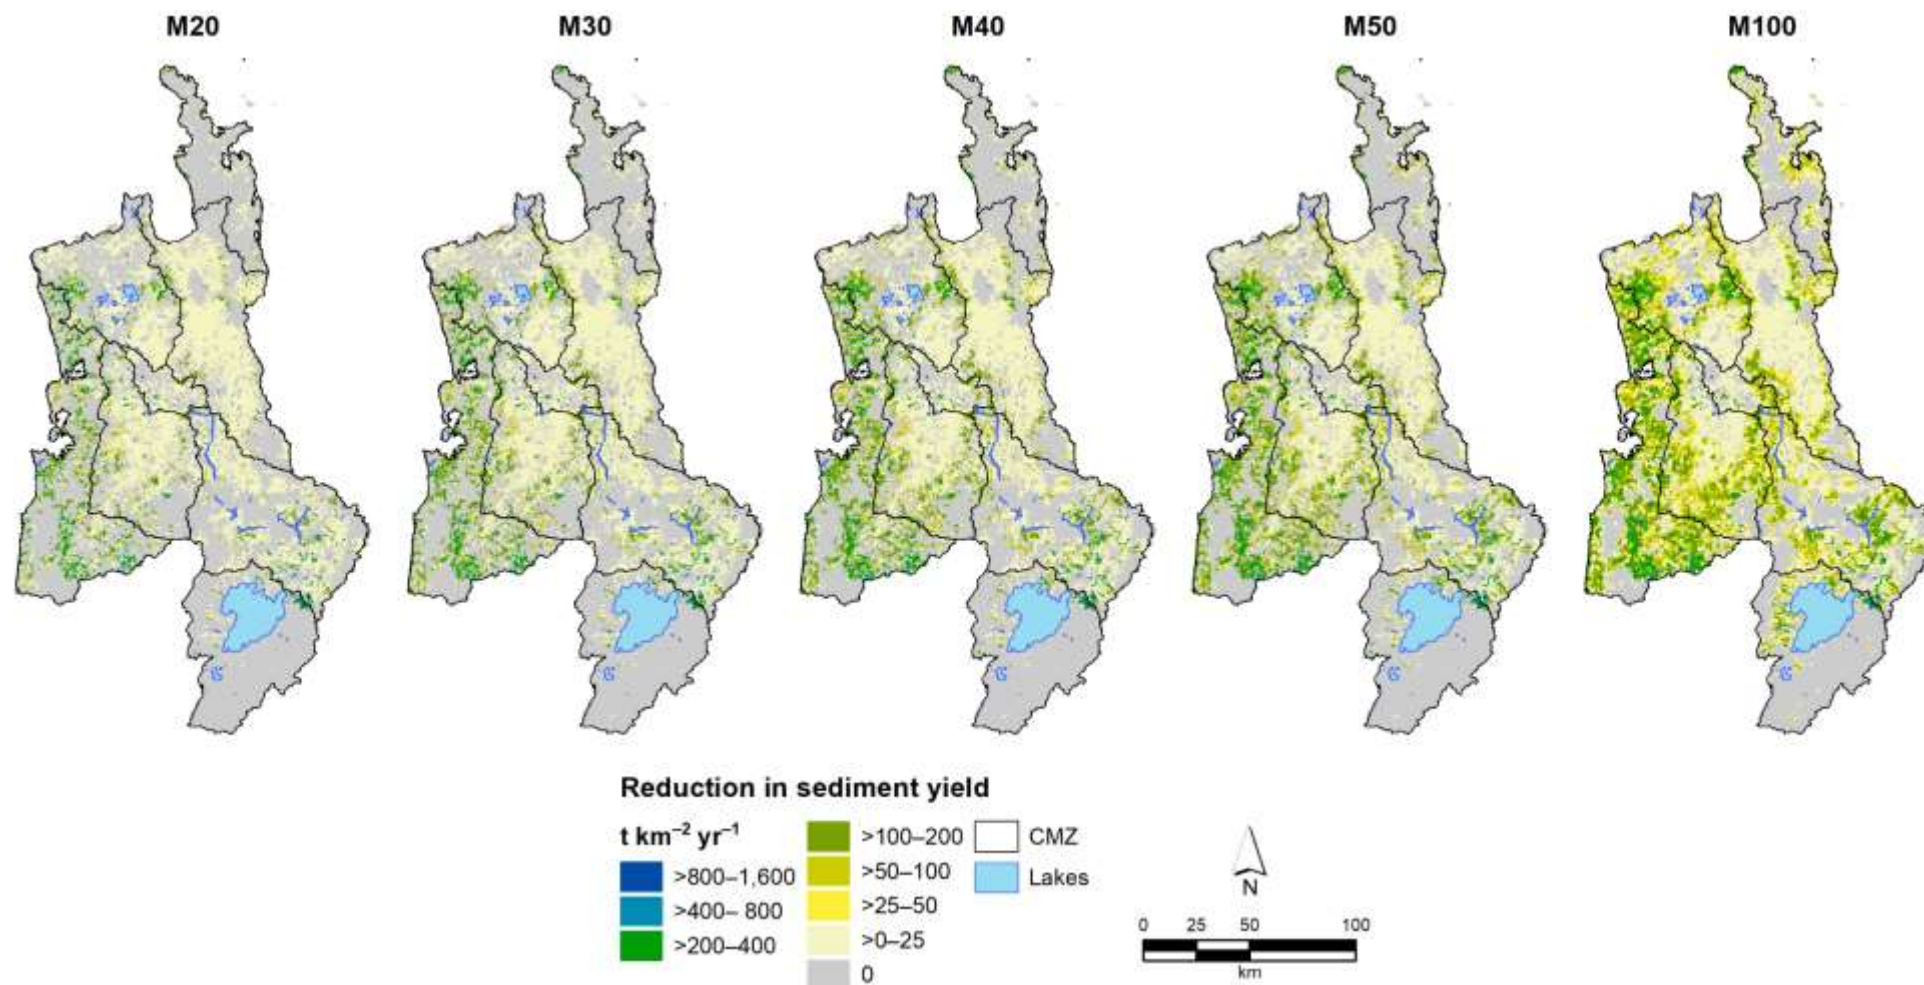 M20 M30 M40 M50 M100
Reduction in sediment yield
t km⁻² yr⁻¹
>800–1,600
>400– 800
>200–400
>100–200
>50–100
>25–50
>0–25
0
CMZ
Lakes
N
0 25 50 100
km